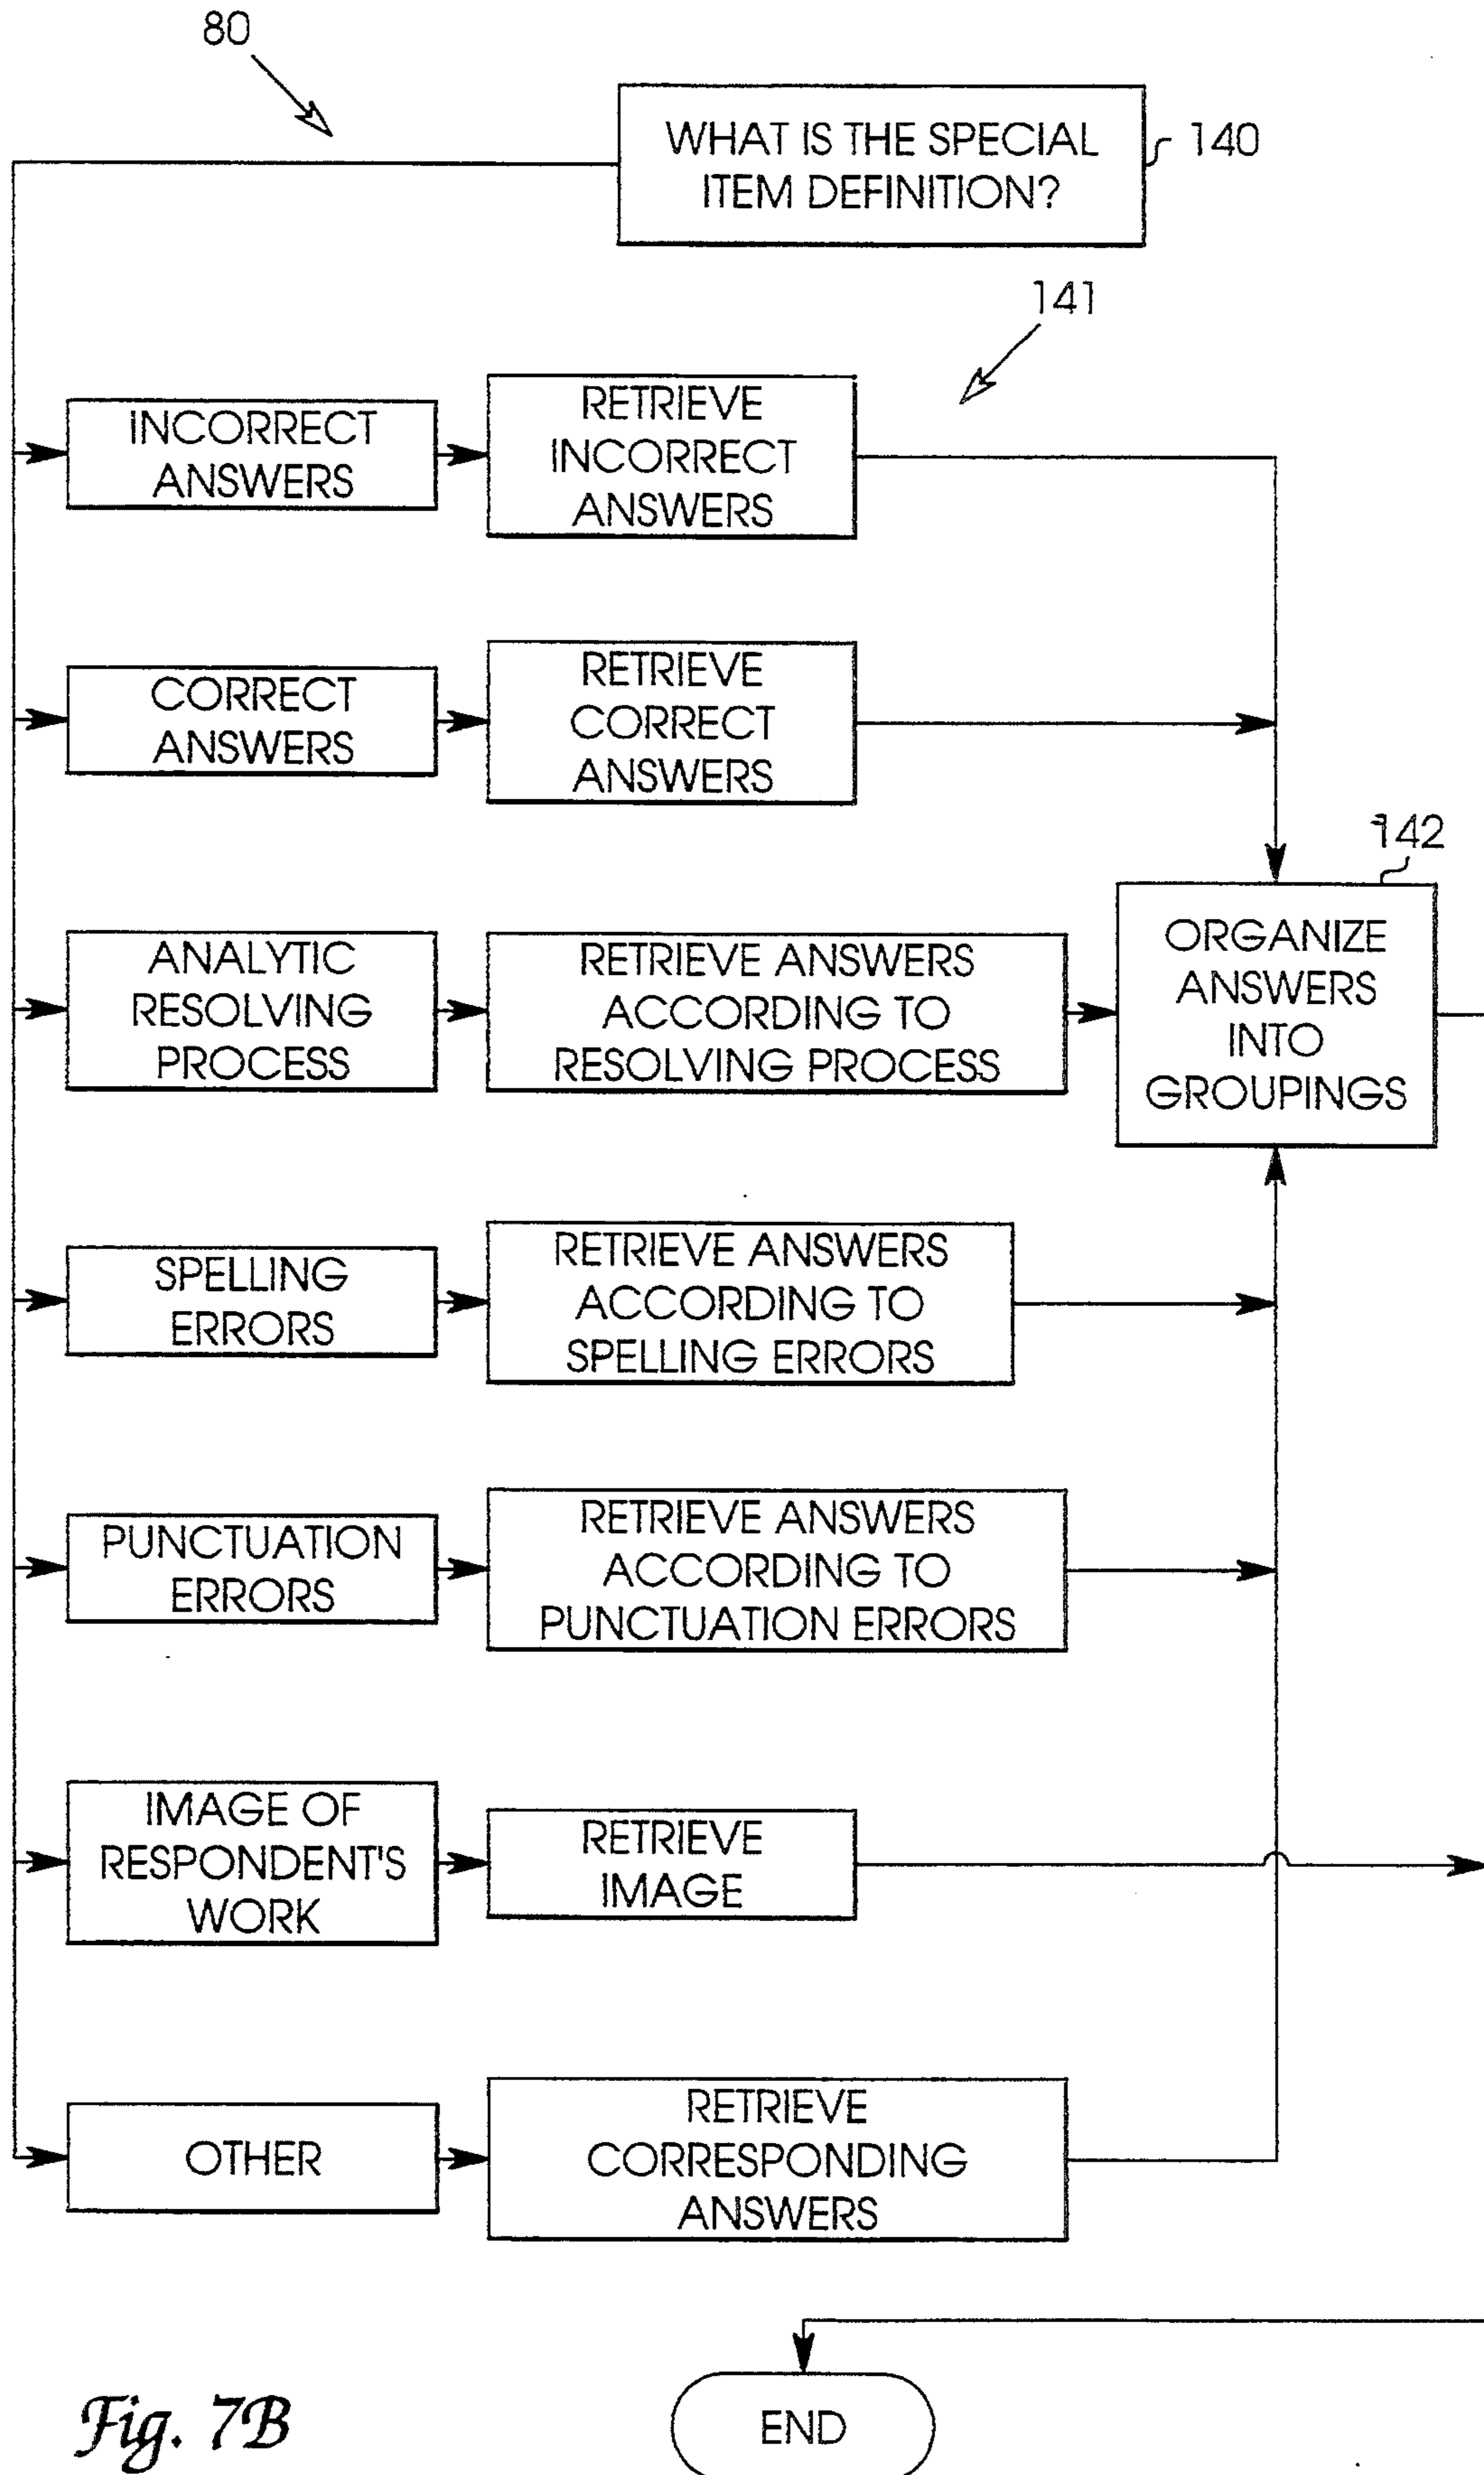 80
WHAT IS THE SPECIAL
ITEM DEFINITION?
140
141
INCORRECT
ANSWERS
RETRIEVE
INCORRECT
ANSWERS
CORRECT
ANSWERS
RETRIEVE
CORRECT
ANSWERS
142
ANALYTIC
RESOLVING
PROCESS
RETRIEVE ANSWERS
ACCORDING TO
RESOLVING PROCESS
ORGANIZE
ANSWERS
INTO
GROUPINGS
SPELLING
ERRORS
RETRIEVE ANSWERS
ACCORDING TO
SPELLING ERRORS
PUNCTUATION
ERRORS
RETRIEVE ANSWERS
ACCORDING TO
PUNCTUATION ERRORS
IMAGE OF
RESPONDENT'S
WORK
RETRIEVE
IMAGE
OTHER
RETRIEVE
CORRESPONDING
ANSWERS
END
Fig. 7B